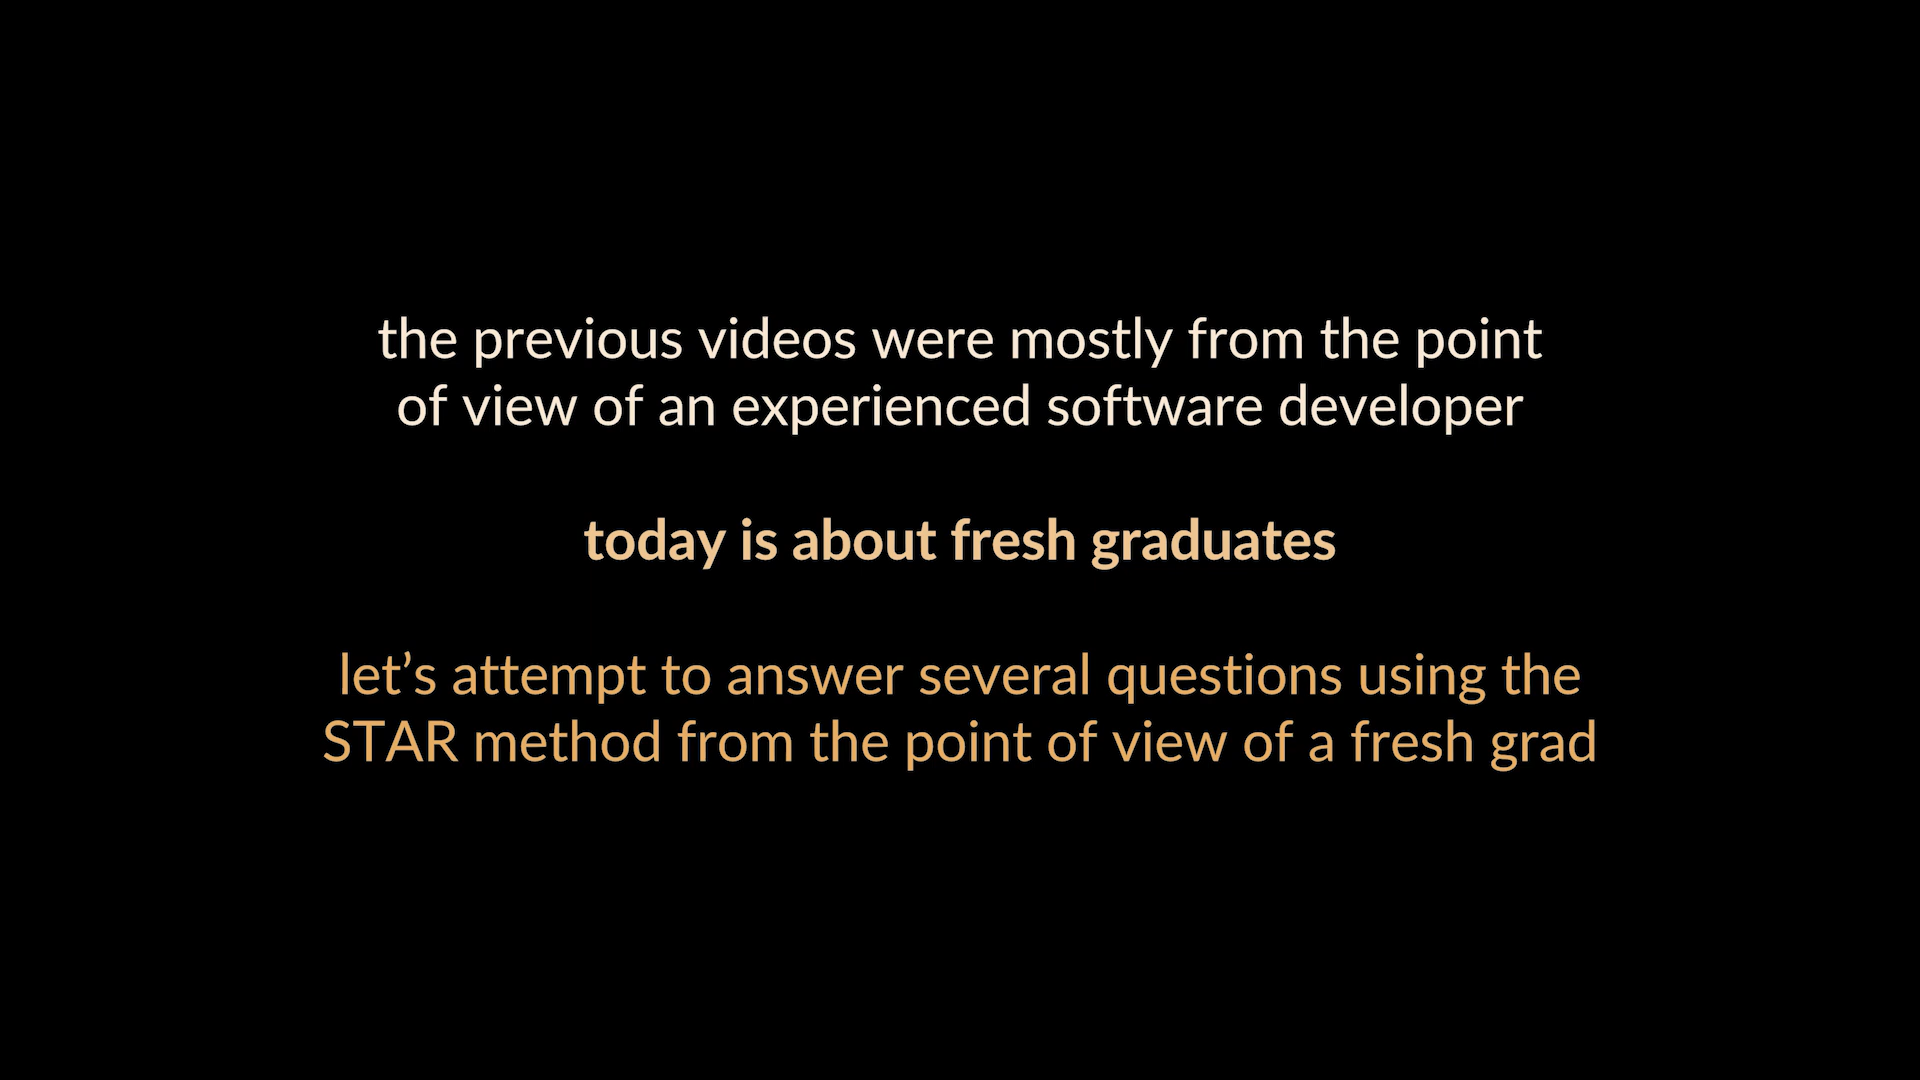 the previous videos were mostly from the point
of view of an experienced software developer
today is about fresh graduates
let’s attempt to answer several questions using the
STAR method from the point of view of a fresh grad